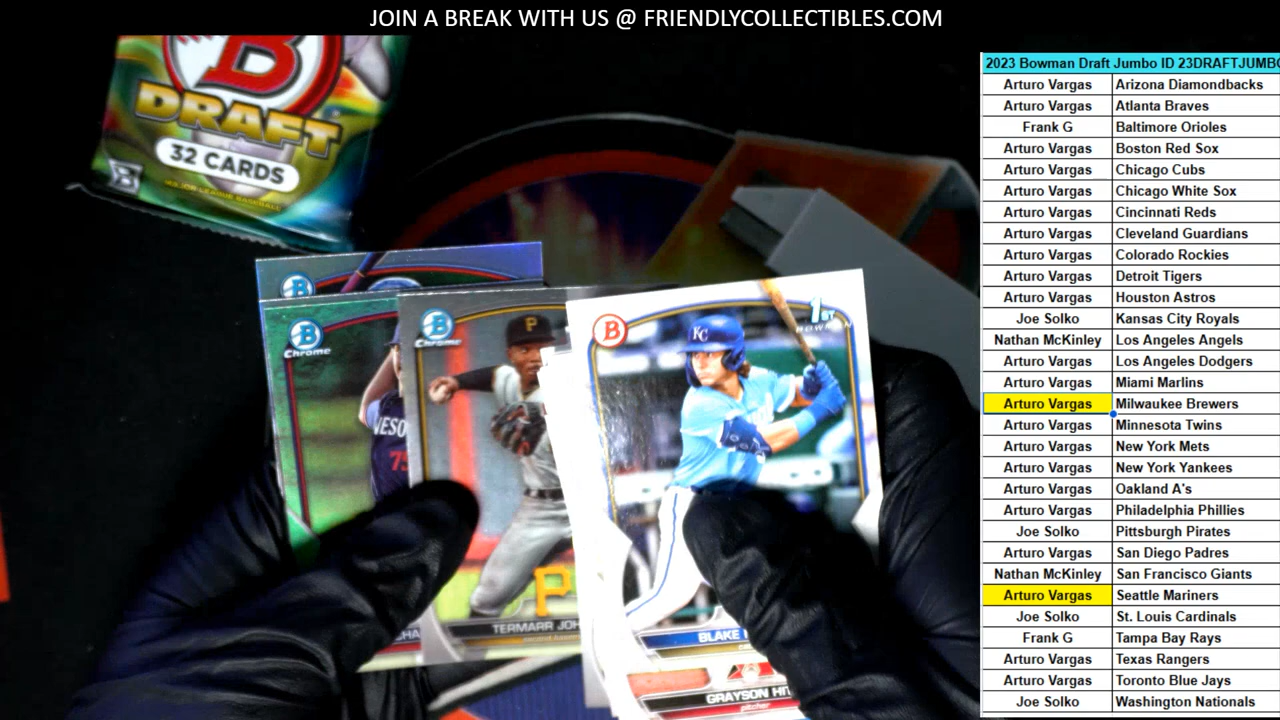 JOIN A BREAK WITH US @ FRIENDLYCOLLECTIBLES.COM
B
DRAFT
32 CARDS
MAJOR LEAGUE BASEBALL
B
Chrome
B
Chrome
P
P
TERMARR JOH
B
1ST
BOWMAN
KC
BLAKE
GRAYSON HI
pitcher
2023 Bowman Draft Jumbo ID 23DRAFTJUMBO
Arturo Vargas Arizona Diamondbacks
Arturo Vargas Atlanta Braves
Frank G Baltimore Orioles
Arturo Vargas Boston Red Sox
Arturo Vargas Chicago Cubs
Arturo Vargas Chicago White Sox
Arturo Vargas Cincinnati Reds
Arturo Vargas Cleveland Guardians
Arturo Vargas Colorado Rockies
Arturo Vargas Detroit Tigers
Arturo Vargas Houston Astros
Joe Solko Kansas City Royals
Nathan McKinley Los Angeles Angels
Arturo Vargas Los Angeles Dodgers
Arturo Vargas Miami Marlins
Arturo Vargas Milwaukee Brewers
Arturo Vargas Minnesota Twins
Arturo Vargas New York Mets
Arturo Vargas New York Yankees
Arturo Vargas Oakland A's
Arturo Vargas Philadelphia Phillies
Joe Solko Pittsburgh Pirates
Arturo Vargas San Diego Padres
Nathan McKinley San Francisco Giants
Arturo Vargas Seattle Mariners
Joe Solko St. Louis Cardinals
Frank G Tampa Bay Rays
Arturo Vargas Texas Rangers
Arturo Vargas Toronto Blue Jays
Joe Solko Washington Nationals